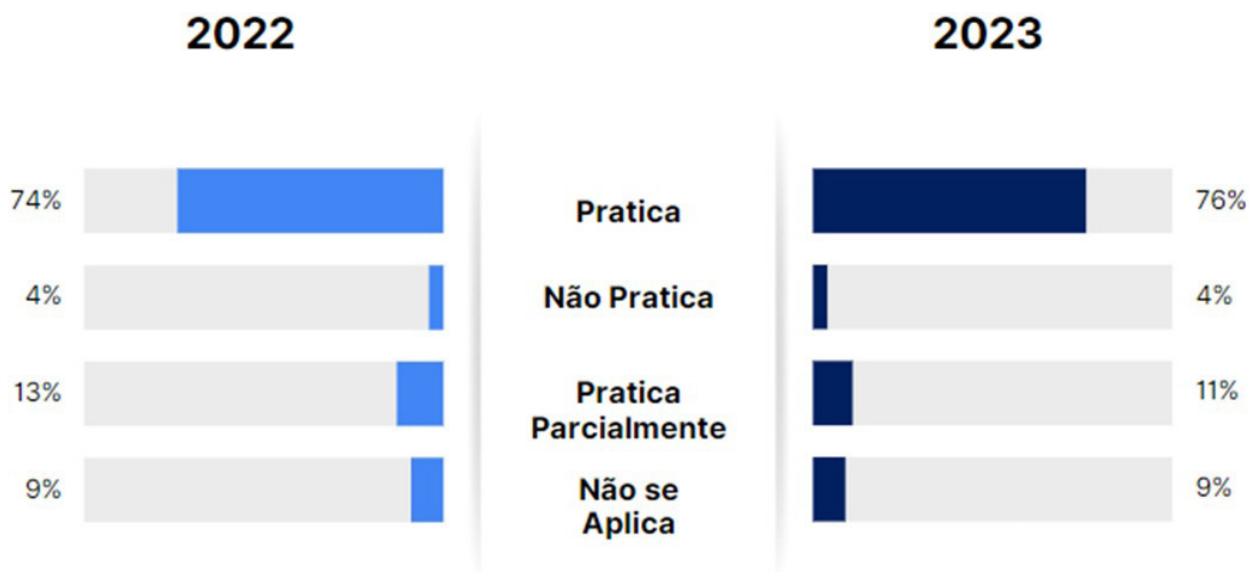 2022
2023
74%
Pratica
76%
4%
Não Pratica
4%
13%
Pratica
Parcialmente
11%
9%
Não se
Aplica
9%